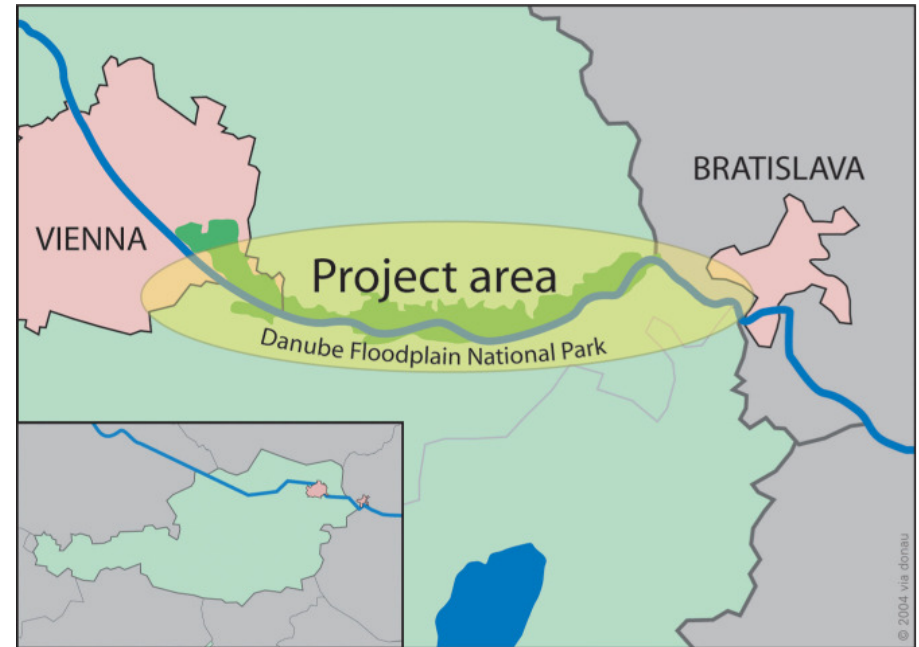 BRATISLAVA
VIENNA
Project area
Danube Floodplain National Park
© 2004 via donau